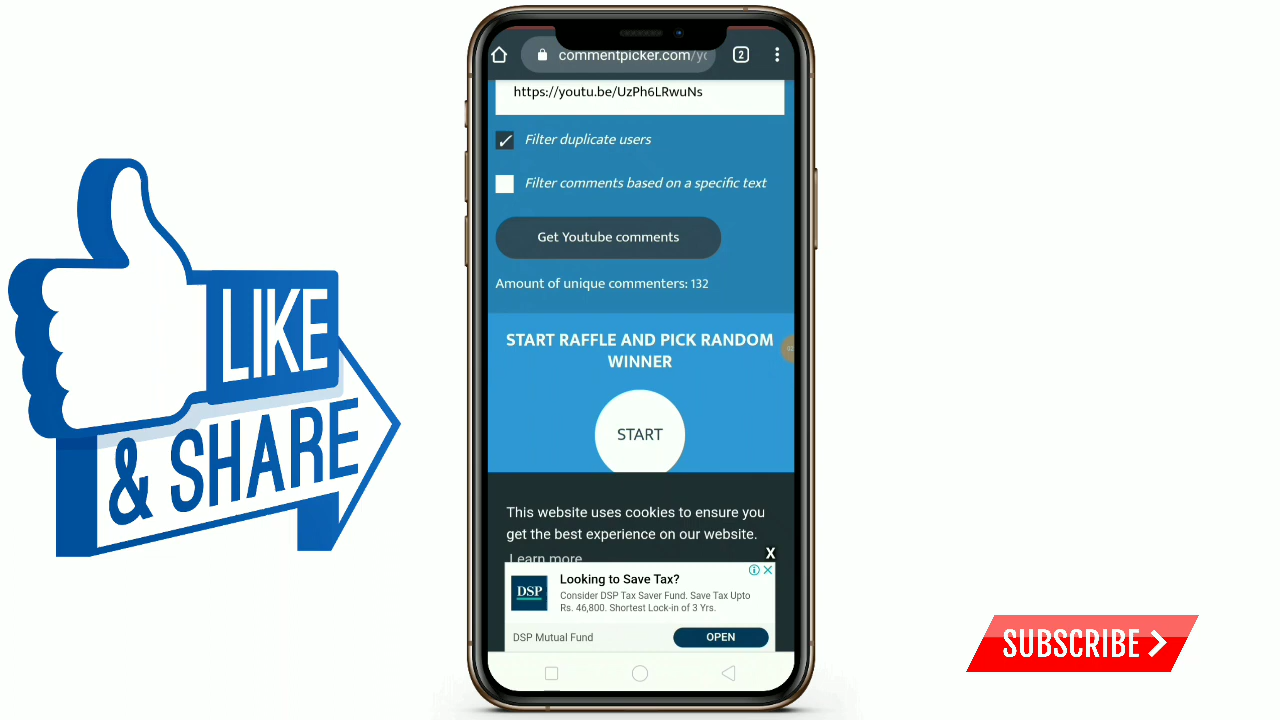 commentpicker.com/yo
2
https://youtu.be/UzPh6LRwuNs
Filter duplicate users
Filter comments based on a specific text
Get Youtube comments
Amount of unique commenters: 132
START RAFFLE AND PICK RANDOM
WINNER
START
This website uses cookies to ensure you
get the best experience on our website.
Learn more
X
DSP
Looking to Save Tax?
Consider DSP Tax Saver Fund. Save Tax Upto
Rs. 46,800. Shortest Lock-in of 3 Yrs.
DSP Mutual Fund
OPEN
LIKE
& SHARE
SUBSCRIBE